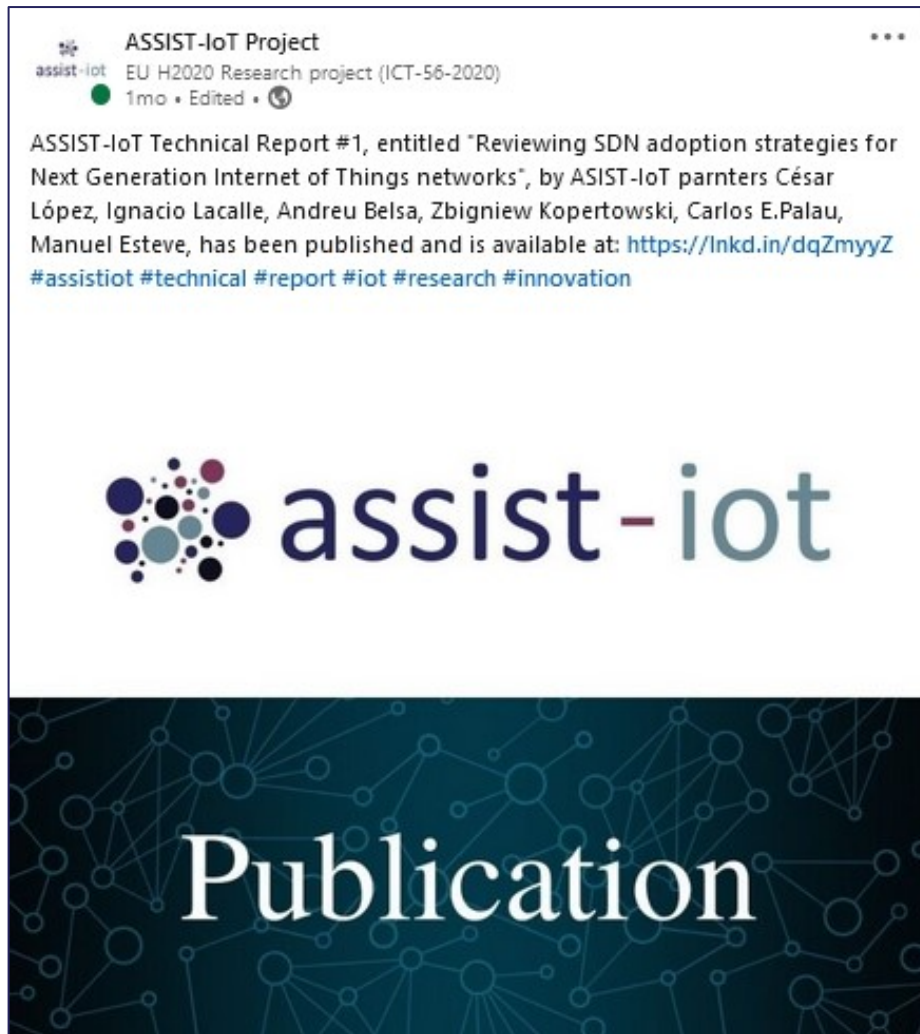 ASSIST-IoT Project
assist-iot
EU H2020 Research project (ICT-56-2020)
1mo • Edited •
ASSIST-IoT Technical Report #1, entitled "Reviewing SDN adoption strategies for
Next Generation Internet of Things networks", by ASIST-IoT parnters César
López, Ignacio Lacalle, Andreu Belsa, Zbigniew Kopertowski, Carlos E.Palau,
Manuel Esteve, has been published and is available at: https://lnkd.in/dqZmyyZ
#assistiot #technical #report #iot #research #innovation
assist-iot
Publication